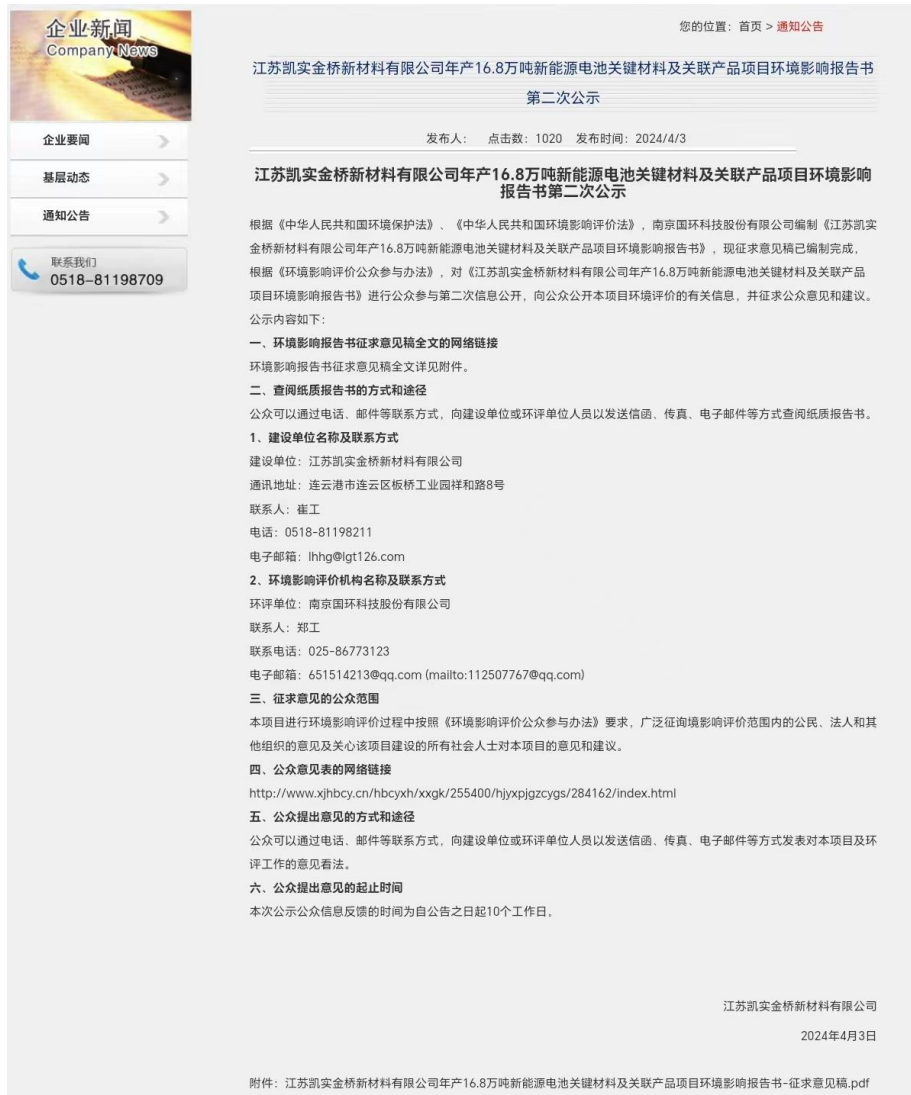 企业新闻
Company News
企业要闻
基层动态
通知公告
联系我们
0518-81198709
您的位置：首页 > 通知公告
江苏凯实金桥新材料有限公司年产16.8万吨新能源电池关键材料及关联产品项目环境影响报告书
第二次公示
发布人： 点击数：1020 发布时间：2024/4/3
江苏凯实金桥新材料有限公司年产16.8万吨新能源电池关键材料及关联产品项目环境影响
报告书第二次公示
根据《中华人民共和国环境保护法》、《中华人民共和国环境影响评价法》，南京国环科技股份有限公司编制《江苏凯实
金桥新材料有限公司年产16.8万吨新能源电池关键材料及关联产品项目环境影响报告书》，现征求意见稿已编制完成，
根据《环境影响评价公众参与办法》，对《江苏凯实金桥新材料有限公司年产16.8万吨新能源电池关键材料及关联产品
项目环境影响报告书》进行公众参与第二次信息公开，向公众公开本项目环境评价的有关信息，并征求公众意见和建议。
公示内容如下：
一、环境影响报告书征求意见稿全文的网络链接
环境影响报告书征求意见稿全文详见附件。
二、查阅纸质报告书的方式和途径
公众可以通过电话、邮件等联系方式，向建设单位或环评单位人员以发送信函、传真、电子邮件等方式查阅纸质报告书。
1、建设单位名称及联系方式
建设单位：江苏凯实金桥新材料有限公司
通讯地址：连云港市连云区板桥工业园祥和路8号
联系人：崔工
电话：0518-81198211
电子邮箱：lhhg@lgt126.com
2、环境影响评价机构名称及联系方式
环评单位：南京国环科技股份有限公司
联系人：郑工
联系电话：025-86773123
电子邮箱：651514213@qq.com (mailto:112507767@qq.com)
三、征求意见的公众范围
本项目进行环境影响评价过程中按照《环境影响评价公众参与办法》要求，广泛征询境影响评价范围内的公民、法人和其
他组织的意见及关心该项目建设的所有社会人士对本项目的意见和建议。
四、公众意见表的网络链接
http://www.xjhbcy.cn/hbcyxh/xxgk/255400/hjyxpjgzcygs/284162/index.html
五、公众提出意见的方式和途径
公众可以通过电话、邮件等联系方式，向建设单位或环评单位人员以发送信函、传真、电子邮件等方式发表对本项目及环
评工作的意见看法。
六、公众提出意见的起止时间
本次公示公众信息反馈的时间为自公告之日起10个工作日。
江苏凯实金桥新材料有限公司
2024年4月3日
附件：江苏凯实金桥新材料有限公司年产16.8万吨新能源电池关键材料及关联产品项目环境影响报告书-征求意见稿.pdf